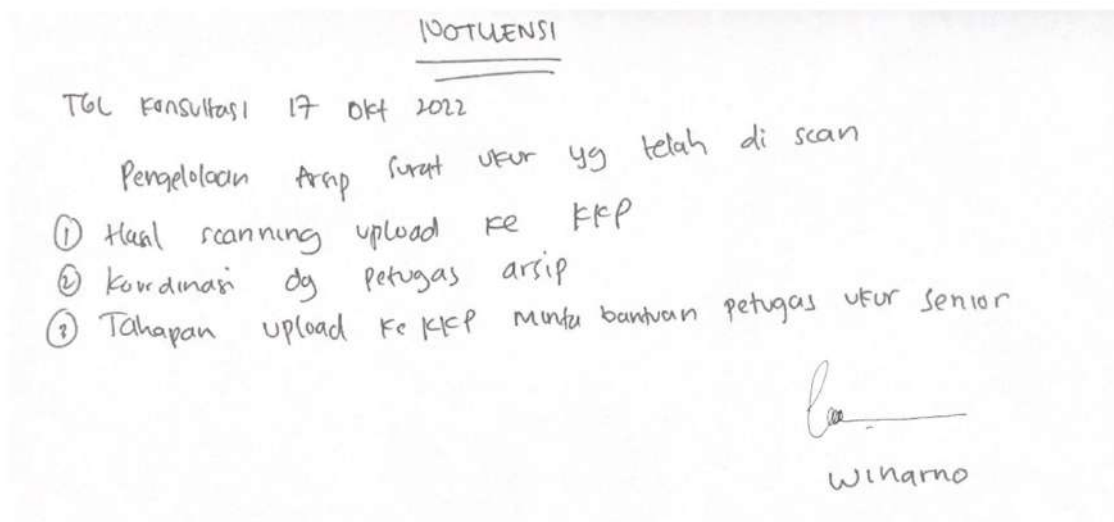 NOTULENSI
TGL Konsultasi 17 Okt 2022
Pengelolaan Arsip Surat Ukur yg telah di scan
① Hasil scanning upload ke KKP
② Koordinasi dg petugas arsip
③ Tahapan upload ke KKP minta bantuan petugas ukur senior
Winarno